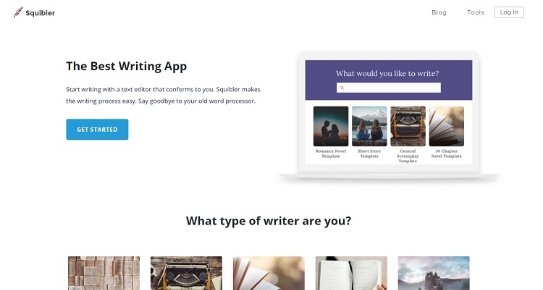 Squibler
Blog
Tools
Log In
The Best Writing App
Start writing with a text editor that conforms to you. Squibler makes
the writing process easy. Say goodbye to your old word processor.
GET STARTED
What would you like to write?
Romance Novel
Template
Short Story
Template
General
Screenplay
Template
30 Chapter
Novel Template
What type of writer are you?